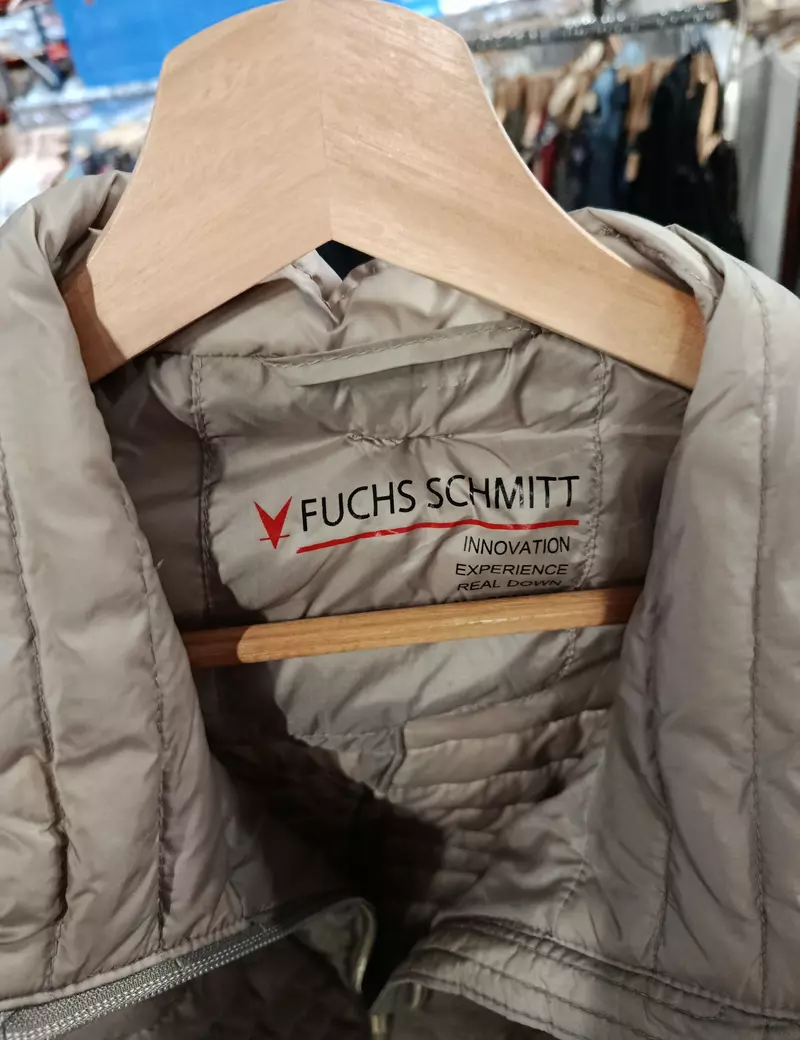 FUCHS SCHMITT
INNOVATION
EXPERIENCE
REAL DOWN